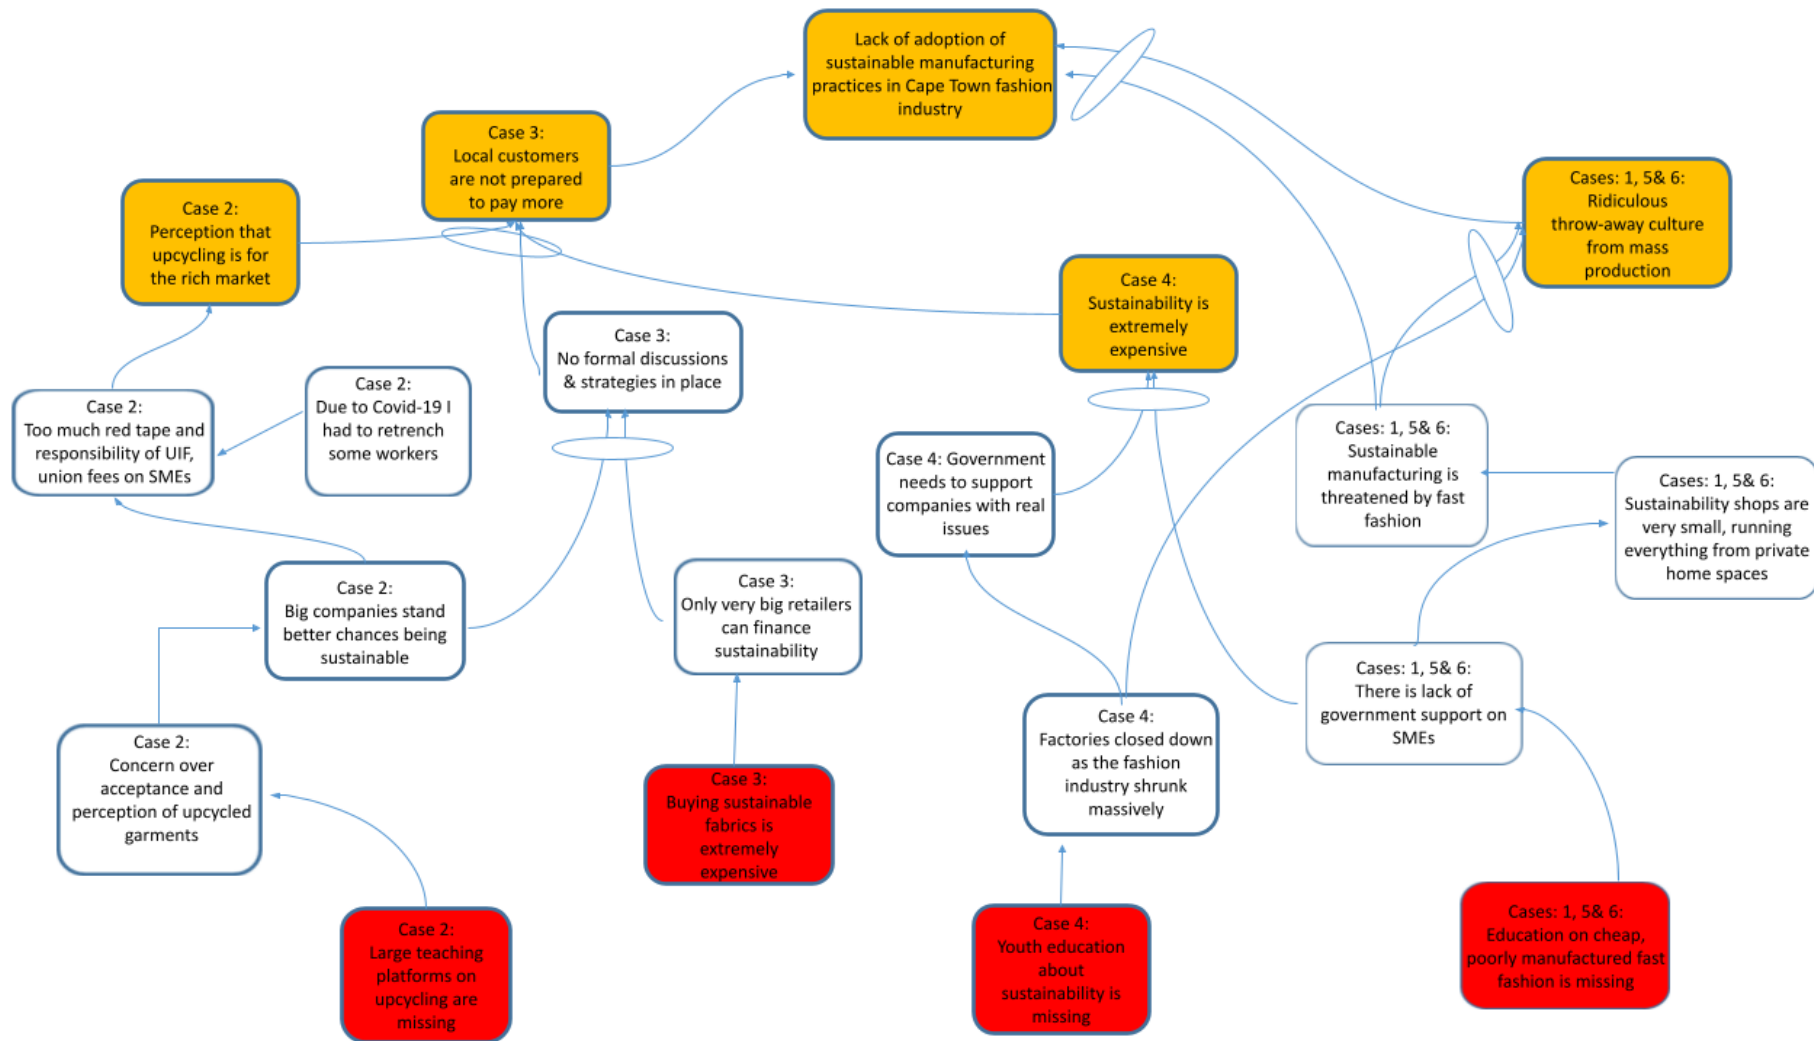 Lack of adoption of
sustainable manufacturing
practices in Cape Town fashion
industry
Case 3:
Local customers
are not prepared
to pay more
Cases: 1, 5& 6:
Ridiculous
throw-away culture
from mass
production
Case 2:
Perception that
upcycling is for
the rich market
Case 4:
Sustainability is
extremely
expensive
Case 3:
No formal discussions
& strategies in place
Case 2:
Due to Covid-19 I
had to retrench
some workers
Case 2:
Too much red tape and
responsibility of UIF,
union fees on SMEs
Cases: 1, 5& 6:
Sustainable
manufacturing is
threatened by fast
fashion
Case 4: Government
needs to support
companies with real
issues
Cases: 1, 5& 6:
Sustainability shops are
very small, running
everything from private
home spaces
Case 2:
Big companies stand
better chances being
sustainable
Case 3:
Only very big retailers
can finance
sustainability
Cases: 1, 5& 6:
There is lack of
government support on
SMEs
Case 4:
Factories closed down
as the fashion
industry shrunk
massively
Case 2:
Concern over
acceptance and
perception of upcycled
garments
Case 3:
Buying sustainable
fabrics is
extremely
expensive
Case 2:
Large teaching
platforms on
upcycling are
missing
Case 4:
Youth education
about
sustainability is
missing
Cases: 1, 5& 6:
Education on cheap,
poorly manufactured fast
fashion is missing